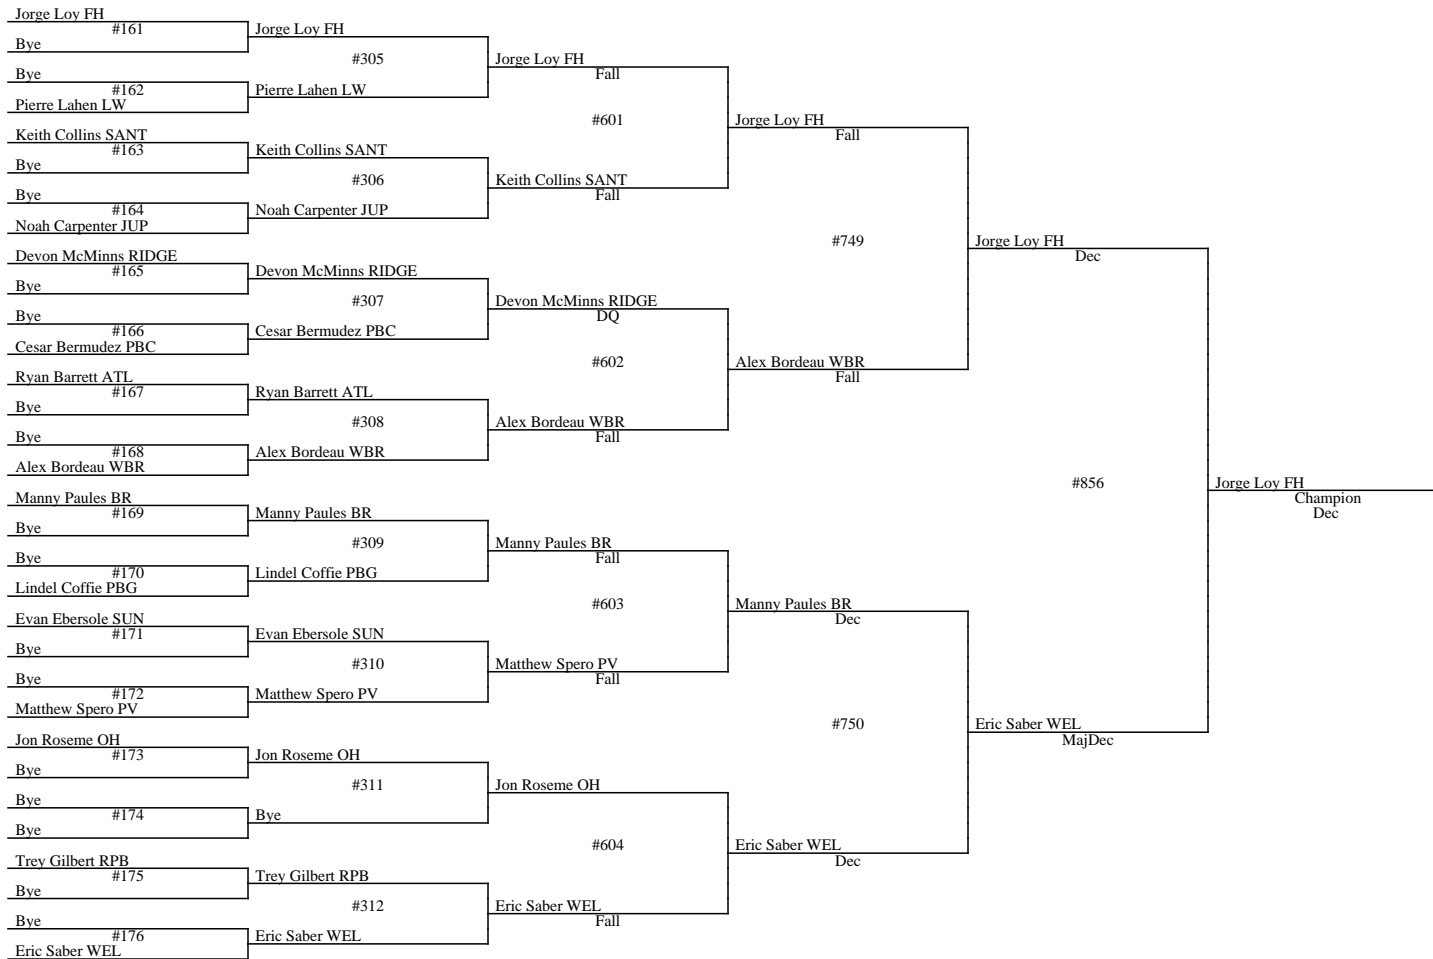 Jorge Loy FH
#161
Bye
Bye
#162
Pierre Lahen LW
Keith Collins SANT
#163
Bye
Bye
#164
Noah Carpenter JUP
Devon McMinns RIDGE
#165
Bye
Bye
#166
Cesar Bermudez PBC
Ryan Barrett ATL
#167
Bye
Bye
#168
Alex Bordeau WBR
Manny Paules BR
#169
Bye
Bye
#170
Lindel Coffie PBG
Evan Ebersole SUN
#171
Bye
Bye
#172
Matthew Spero PV
Jon Roseme OH
#173
Bye
Bye
#174
Bye
Trey Gilbert RPB
#175
Bye
Bye
#176
Eric Saber WEL
Jorge Loy FH
#305
Pierre Lahen LW
Keith Collins SANT
#306
Noah Carpenter JUP
Devon McMinns RIDGE
#307
Cesar Bermudez PBC
Ryan Barrett ATL
#308
Alex Bordeau WBR
Manny Paules BR
#309
Lindel Coffie PBG
Evan Ebersole SUN
#310
Matthew Spero PV
Jon Roseme OH
#311
Bye
Trey Gilbert RPB
#312
Eric Saber WEL
Jorge Loy FH
Fall
#601
Keith Collins SANT
Fall
Devon McMinns RIDGE
DQ
#602
Alex Bordeau WBR
Fall
Manny Paules BR
Fall
#603
Matthew Spero PV
Fall
Jon Roseme OH
#604
Eric Saber WEL
Fall
Jorge Loy FH
Fall
#749
Alex Bordeau WBR
Fall
Manny Paules BR
Dec
#750
Eric Saber WEL
Dec
Jorge Loy FH
Dec
#856
Eric Saber WEL
MajDec
Jorge Loy FH
Champion
Dec